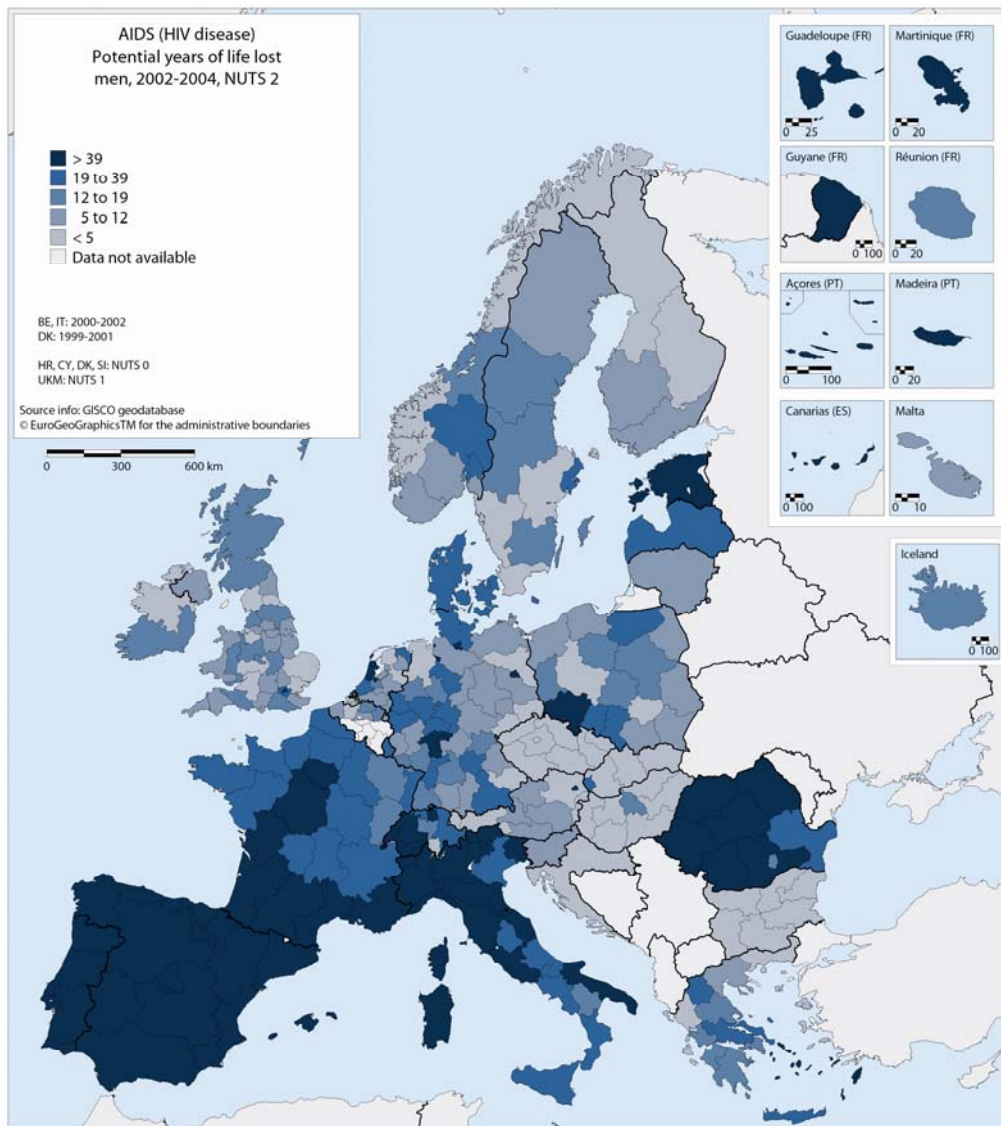 AIDS (HIV disease)
Potential years of life lost
men, 2002-2004, NUTS 2
> 39
19 to 39
12 to 19
5 to 12
< 5
Data not available
BE, IT: 2000-2002
DK: 1999-2001
HR, CY, DK, SI: NUTS 0
UKM: NUTS 1
Source info: GISCO geodatabase
© EuroGeoGraphicsTM for the administrative boundaries
0 300 600 km
Guadeloupe (FR)
0 25
Martinique (FR)
0 20
Guyane (FR)
0 100
Réunion (FR)
0 20
Açores (PT)
0 100
Madeira (PT)
0 20
Canarias (ES)
0 100
Malta
0 10
Iceland
0 100